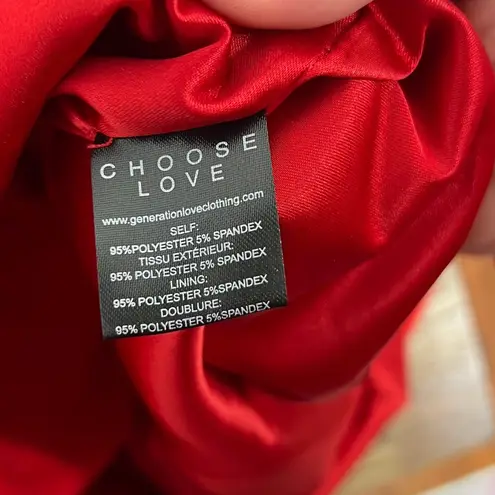 CHOOSE
LOVE
www.generationloveclothing.com
SELF:
95%POLYESTER 5% SPANDEX
TISSU EXTÉRIEUR:
95% POLYESTER 5%SPANDEX
LINING:
95% POLYESTER 5%SPANDEX
DOUBLURE:
95% POLYESTER 5%SPANDEX